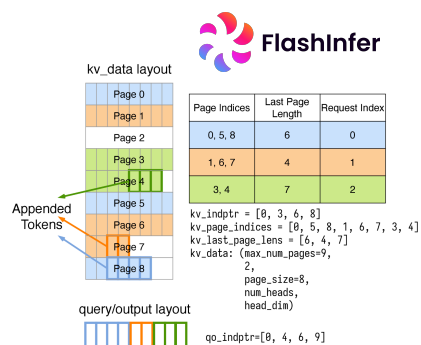 FlashInfer
kv_data layout
Page 0
Page 1
Page 2
Page 3
Page 4
Page 5
Page 6
Page 7
Page 8
Appended
Tokens
Page Indices Last Page Length Request Index
0, 5, 8 6 0
1, 6, 7 4 1
3, 4 7 2
kv_indptr = [0, 3, 6, 8]
kv_page_indices = [0, 5, 8, 1, 6, 7, 3, 4]
kv_last_page_lens = [6, 4, 7]
kv_data: (max_num_pages=9,
2,
page_size=8,
num_heads,
head_dim)
query/output layout
qo_indptr=[0, 4, 6, 9]